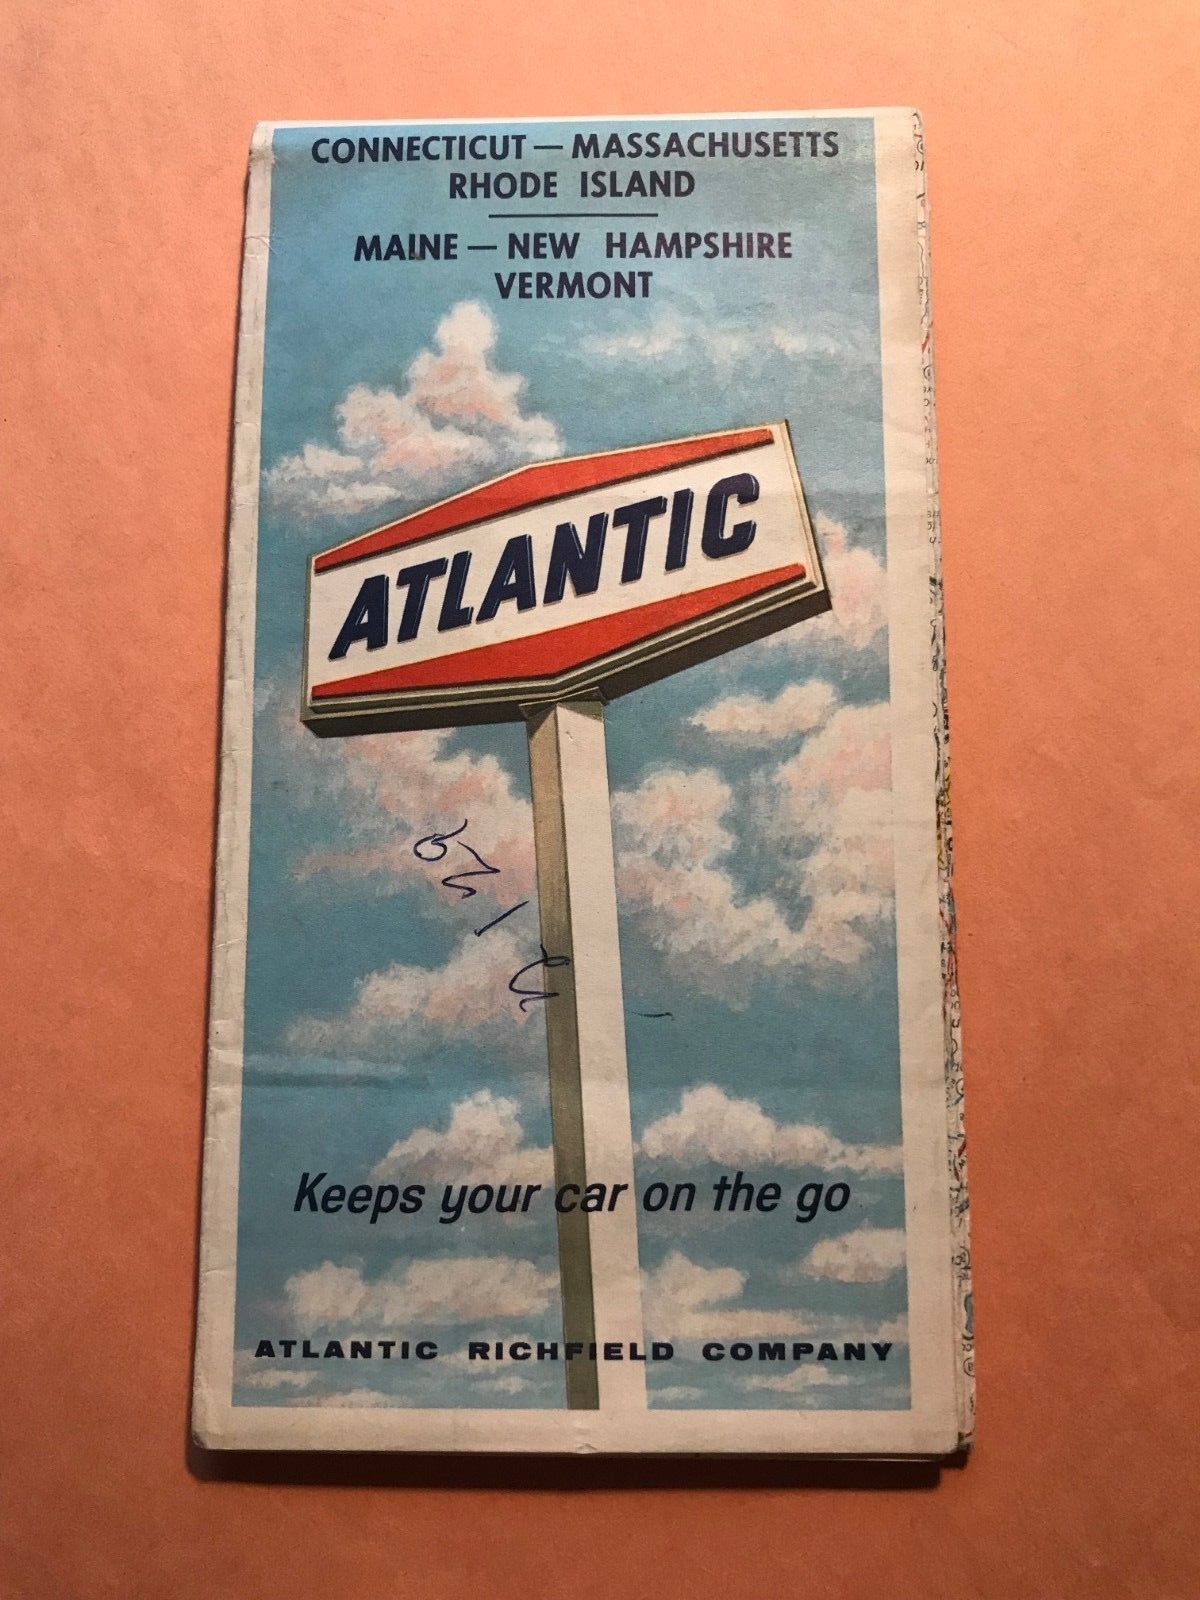 CONNECTICUT — MASSACHUSETTS
RHODE ISLAND
MAINE — NEW HAMPSHIRE
VERMONT
ATLANTIC
Keeps your car on the go
ATLANTIC RICHFIELD COMPANY